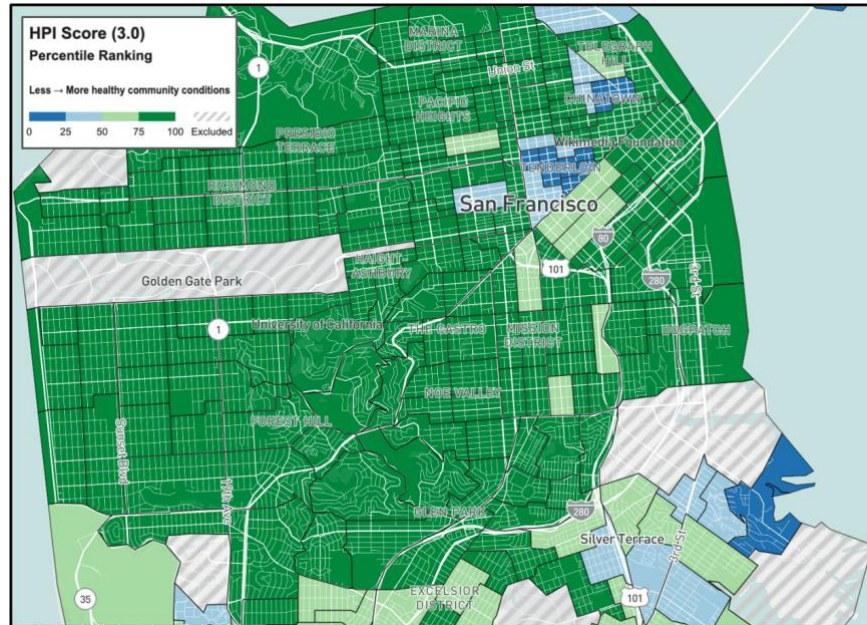 HPI Score (3.0)
Percentile Ranking
Less → More healthy community conditions
0 25 50 75 100 Excluded
MARINA
DISTRICT
TELEGRAPH
HILL
1
Union St
PACIFIC
HEIGHTS
CHINATOWN
PRESIDIO
TERRACE
Wikimedia Foundation
TENDERLOIN
RICHMOND
DISTRICT
San Francisco
80
HAIGHT-
ASHBURY
101
Golden Gate Park
280
3rd St
1
University of California
THE CASTRO
MISSION
DISTRICT
DOGPATCH
NOE VALLEY
FOREST HILL
Sunset Blvd
19th Ave
GLEN PARK
280
Silver Terrace
3rd St
EXCELSIOR
DISTRICT
35
101